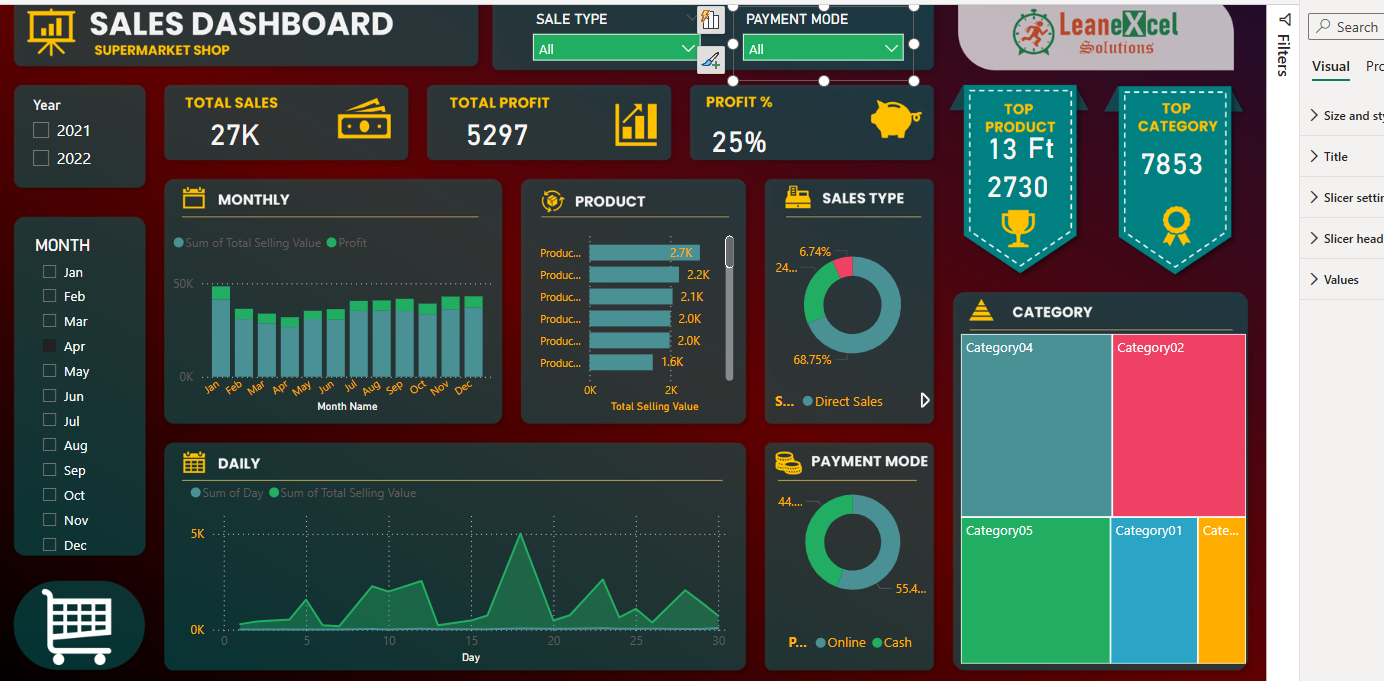 SALES DASHBOARD
SUPERMARKET SHOP
SALE TYPE
All
PAYMENT MODE
All
LeaneXcel
Solutions
Filters
Search
Visual
Pro
Size and sty
Title
Slicer settin
Slicer head
Values
Year
2021
2022
TOTAL SALES
27K
TOTAL PROFIT
5297
PROFIT %
25%
TOP
PRODUCT
13 Ft
2730
TOP
CATEGORY
7853
MONTH
Jan
Feb
Mar
Apr
May
Jun
Jul
Aug
Sep
Oct
Nov
Dec
MONTHLY
Sum of Total Selling Value Profit
50K
0K
Jan Feb Mar Apr May Jun Jul Aug Sep Oct Nov Dec
Month Name
PRODUCT
Produc... 2.7K
Produc... 2.2K
Produc... 2.1K
Produc... 2.0K
Produc... 2.0K
Produc... 1.6K
0K 2K
Total Selling Value
SALES TYPE
6.74%
24...
68.75%
S... Direct Sales
CATEGORY
Category04
Category02
Category05
Category01
Cate...
DAILY
Sum of Day Sum of Total Selling Value
5K
0K
0 5 10 15 20 25 30
Day
PAYMENT MODE
44....
55.4...
P... Online Cash